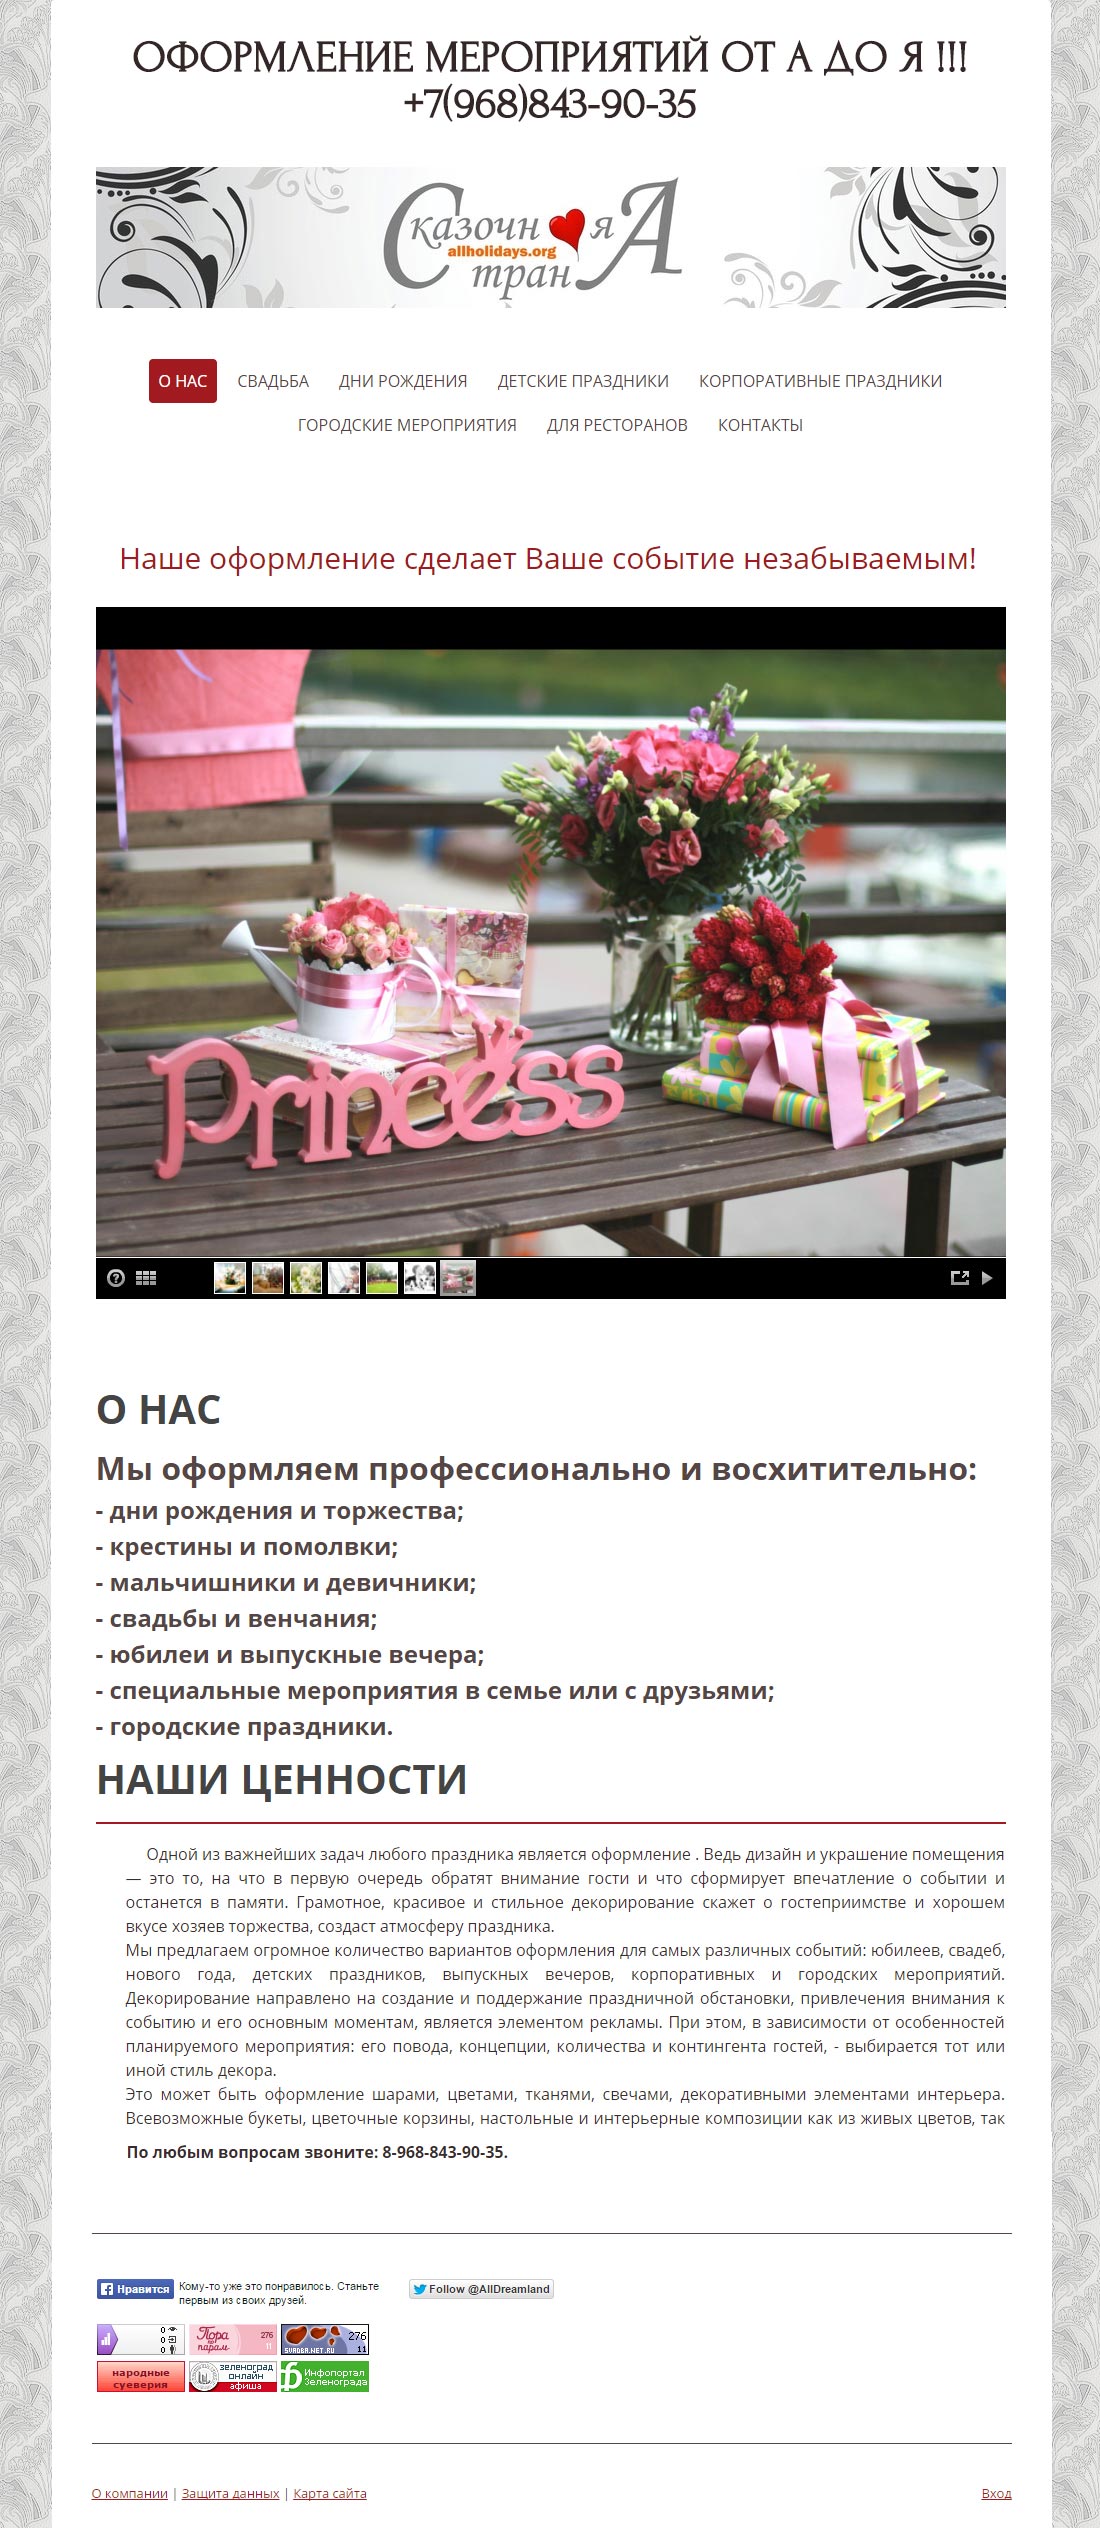 ОФОРМЛЕНИЕ МЕРОПРИЯТИЙ ОТ А ДО Я !!!
+7(968)843-90-35
Сказочная
allholidays.org
странА
О НАС СВАДЬБА ДНИ РОЖДЕНИЯ ДЕТСКИЕ ПРАЗДНИКИ КОРПОРАТИВНЫЕ ПРАЗДНИКИ
ГОРОДСКИЕ МЕРОПРИЯТИЯ ДЛЯ РЕСТОРАНОВ КОНТАКТЫ
Наше оформление сделает Ваше событие незабываемым!
Princess
О НАС
Мы оформляем профессионально и восхитительно:
- дни рождения и торжества;
- крестины и помолвки;
- мальчишники и девичники;
- свадьбы и венчания;
- юбилеи и выпускные вечера;
- специальные мероприятия в семье или с друзьями;
- городские праздники.
НАШИ ЦЕННОСТИ
Одной из важнейших задач любого праздника является оформление . Ведь дизайн и украшение помещения
— это то, на что в первую очередь обратят внимание гости и что сформирует впечатление о событии и
останется в памяти. Грамотное, красивое и стильное декорирование скажет о гостеприимстве и хорошем
вкусе хозяев торжества, создаст атмосферу праздника.
Мы предлагаем огромное количество вариантов оформления для самых различных событий: юбилеев, свадеб,
нового года, детских праздников, выпускных вечеров, корпоративных и городских мероприятий.
Декорирование направлено на создание и поддержание праздничной обстановки, привлечения внимания к
событию и его основным моментам, является элементом рекламы. При этом, в зависимости от особенностей
планируемого мероприятия: его повода, концепции, количества и контингента гостей, - выбирается тот или
иной стиль декора.
Это может быть оформление шарами, цветами, тканями, свечами, декоративными элементами интерьера.
Всевозможные букеты, цветочные корзины, настольные и интерьерные композиции как из живых цветов, так
По любым вопросам звоните: 8-968-843-90-35.
Нравится Кому-то уже это понравилось. Станьте
первым из своих друзей.
Follow @AllDreamland
0
0
0
Пора по парам 276 11
276 SVADBA.NET.RU 11
народные
суеверия
зеленоград
онлайн
афиша
Инфопортал
Зеленограда
О компании | Защита данных | Карта сайта Вход